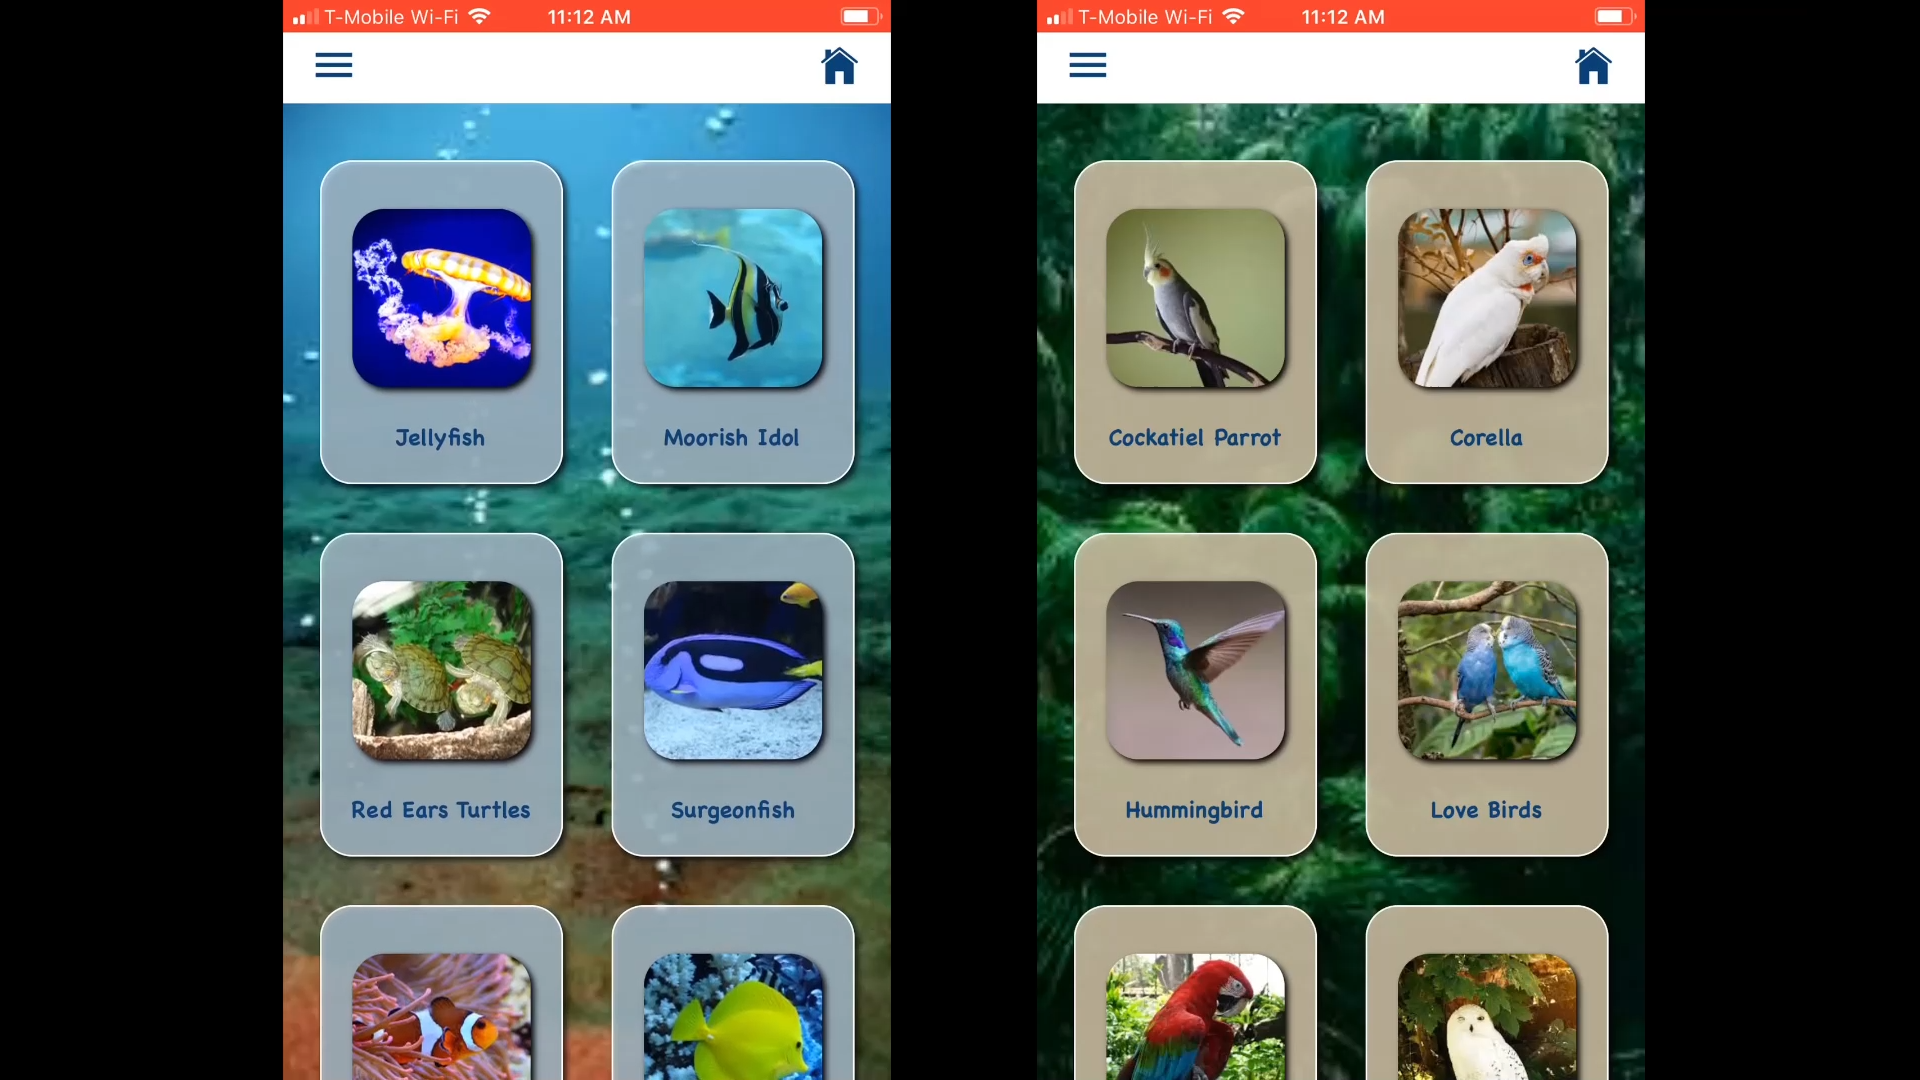 T-Mobile Wi-Fi 11:12 AM
Jellyfish
Moorish Idol
Red Ears Turtles
Surgeonfish
T-Mobile Wi-Fi 11:12 AM
Cockatiel Parrot
Corella
Hummingbird
Love Birds